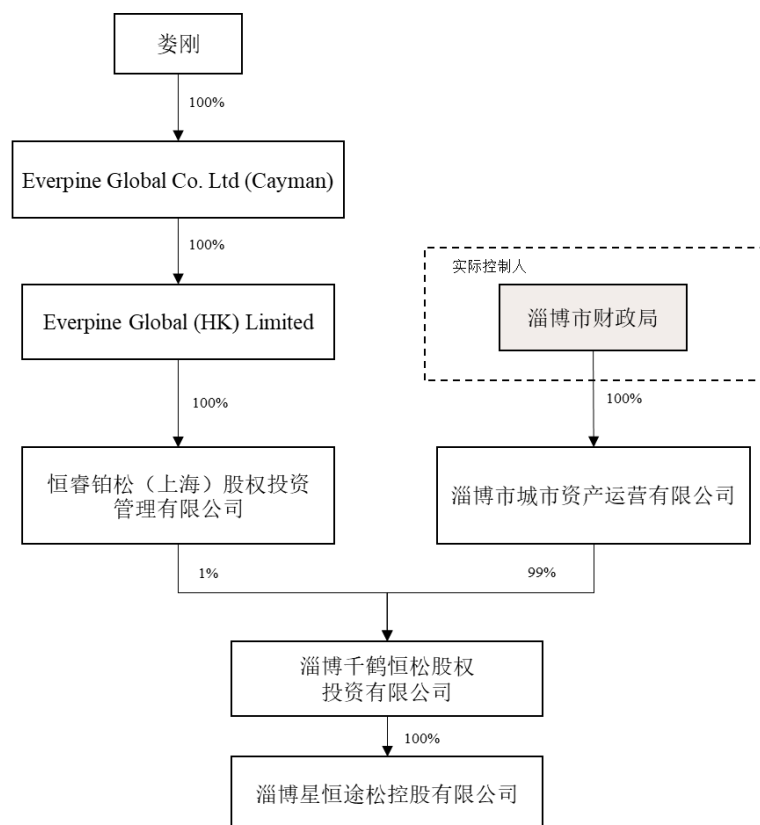 娄刚
100%
Everpine Global Co. Ltd (Cayman)
100%
实际控制人
Everpine Global (HK) Limited
淄博市财政局
100%
100%
恒睿铂松（上海）股权投资
管理有限公司
淄博市城市资产运营有限公司
1%
99%
淄博千鹤恒松股权
投资有限公司
100%
淄博星恒途松控股有限公司